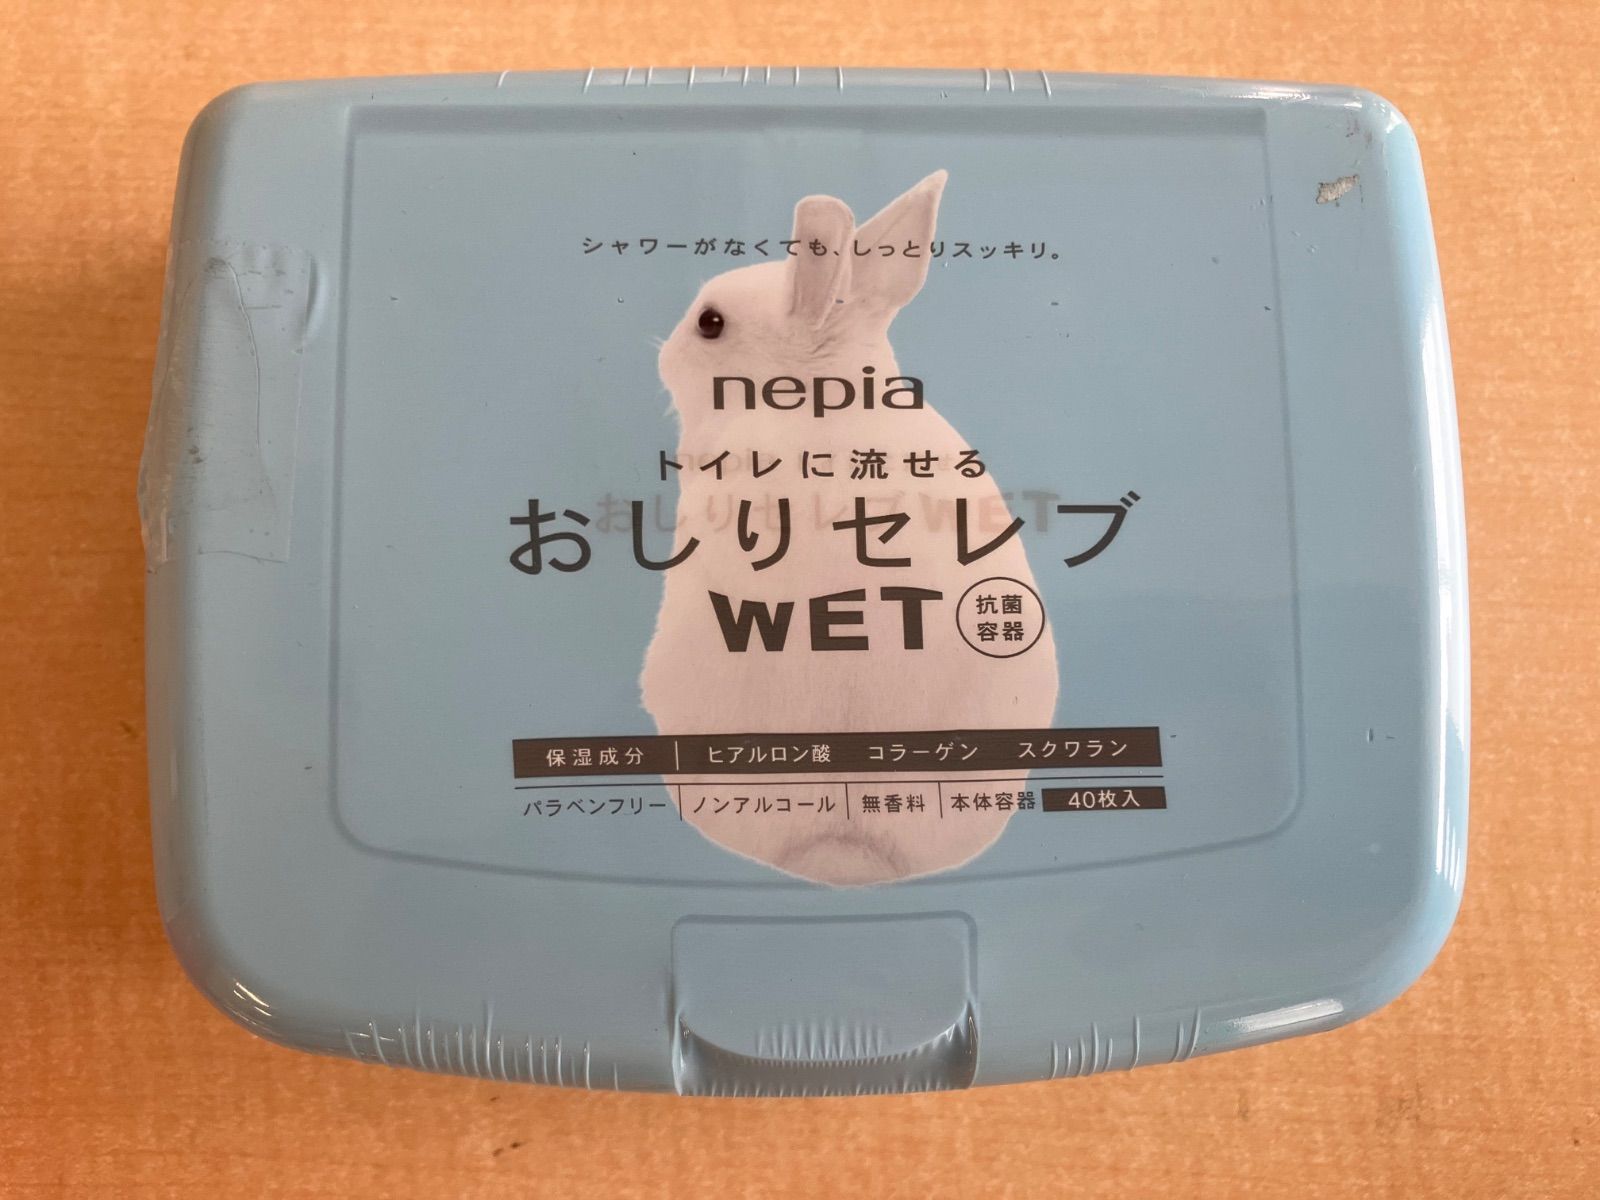 シャワーがなくても、しっとりスッキリ。
nepia
トイレに流せる
おしりセレブ
WET 抗菌容器
保湿成分 ヒアルロン酸 コラーゲン スクワラン
パラベンフリー ノンアルコール 無香料 本体容器 40枚入